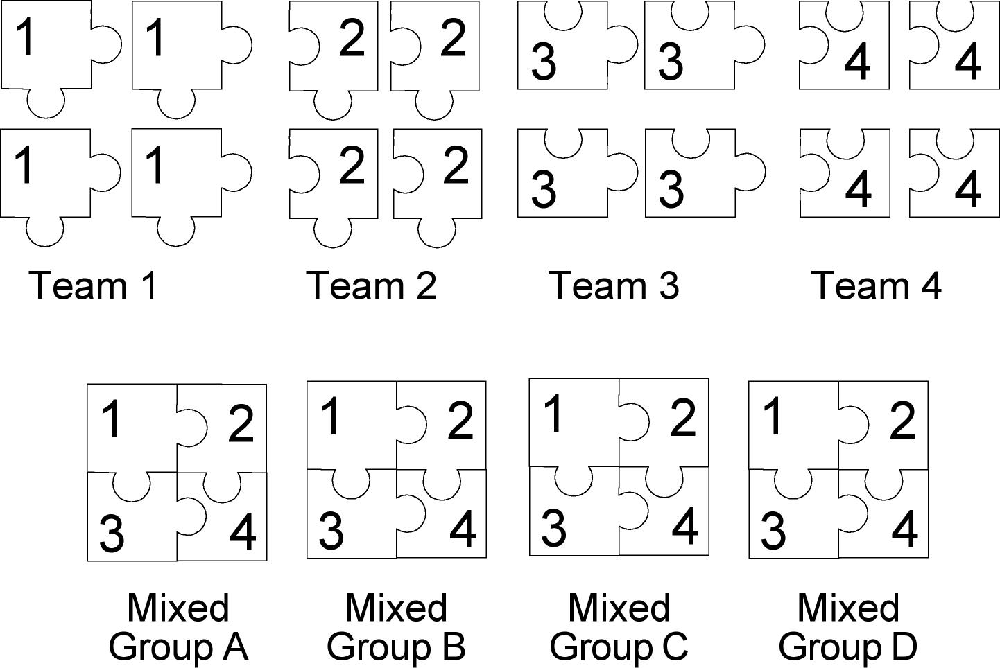 1 1 2 2 3 3 4 4
1 1 2 2 3 3 4 4
Team 1 Team 2 Team 3 Team 4
1 2 1 2 1 2 1 2
3 4 3 4 3 4 3 4
Mixed Mixed Mixed Mixed
Group A Group B Group C Group D